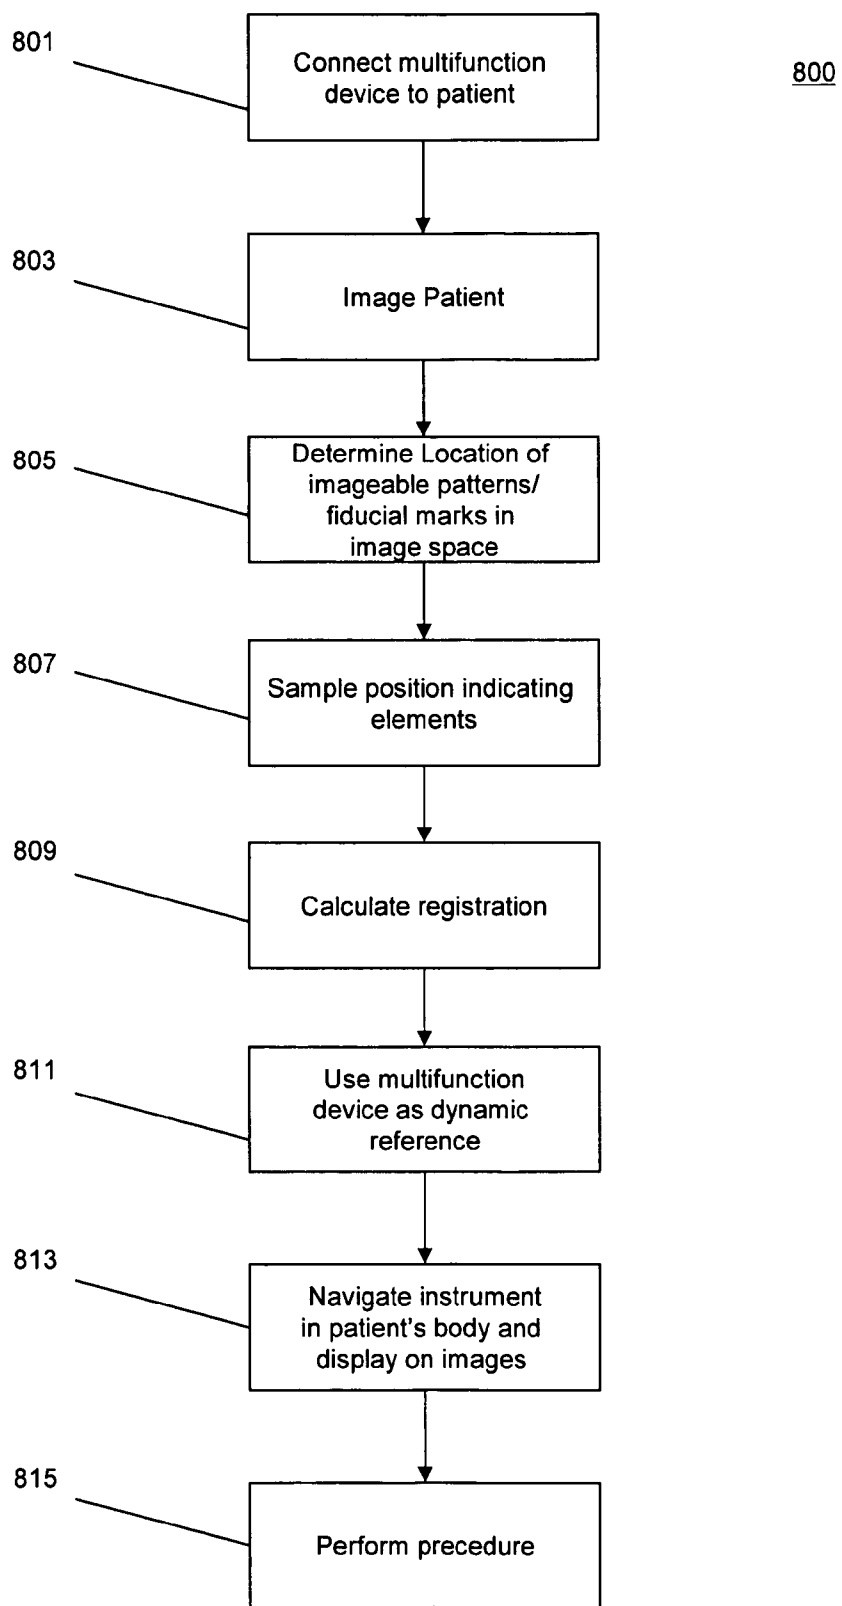 801
Connect multifunction
device to patient
800
803
Image Patient
805
Determine Location of
imageable patterns/
fiducial marks in
image space
807
Sample position indicating
elements
809
Calculate registration
811
Use multifunction
device as dynamic
reference
813
Navigate instrument
in patient's body and
display on images
815
Perform precedure